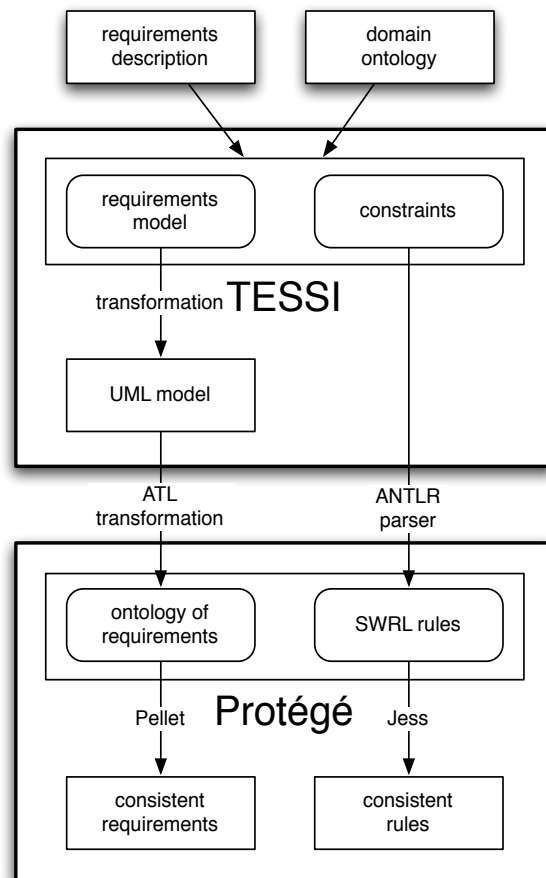 requirements
description
domain
ontology
requirements
model
constraints
transformation
TESSI
UML model
ATL
transformation
ANTLR
parser
ontology of
requirements
SWRL rules
Pellet
Protégé
Jess
consistent
requirements
consistent
rules